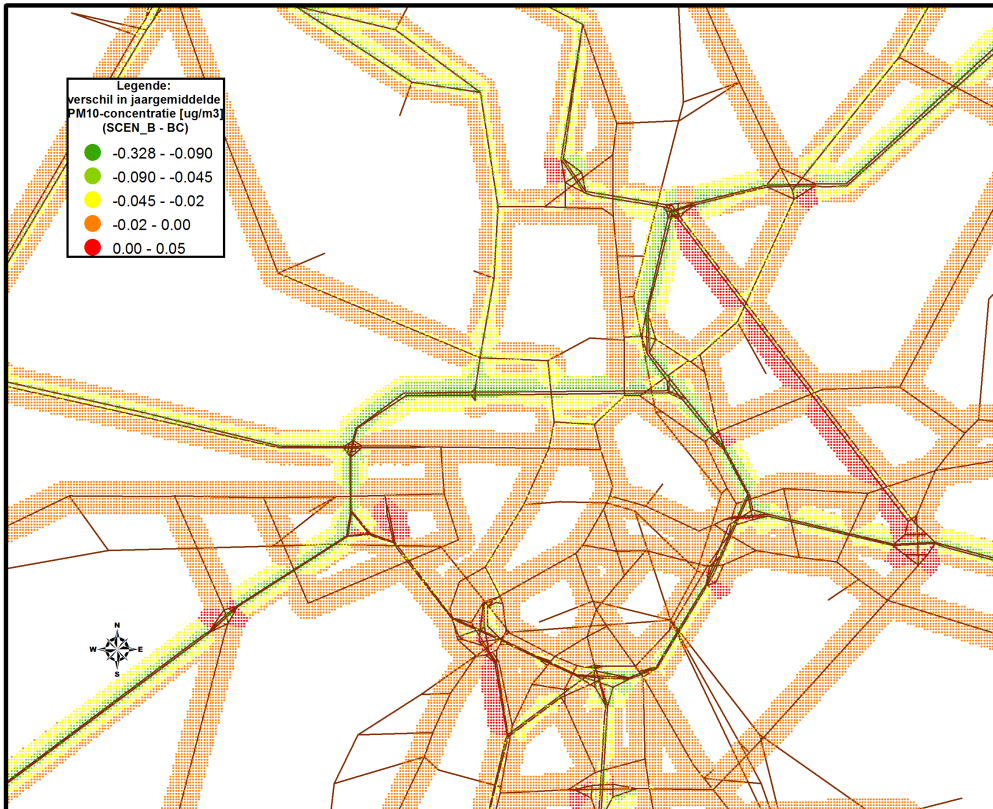 Legende:
verschil in jaargemiddelde
PM10-concentratie [ug/m3]
(SCEN_B - BC)
-0.328 - -0.090
-0.090 - -0.045
-0.045 - -0.02
-0.02 - 0.00
0.00 - 0.05
N
W E
S